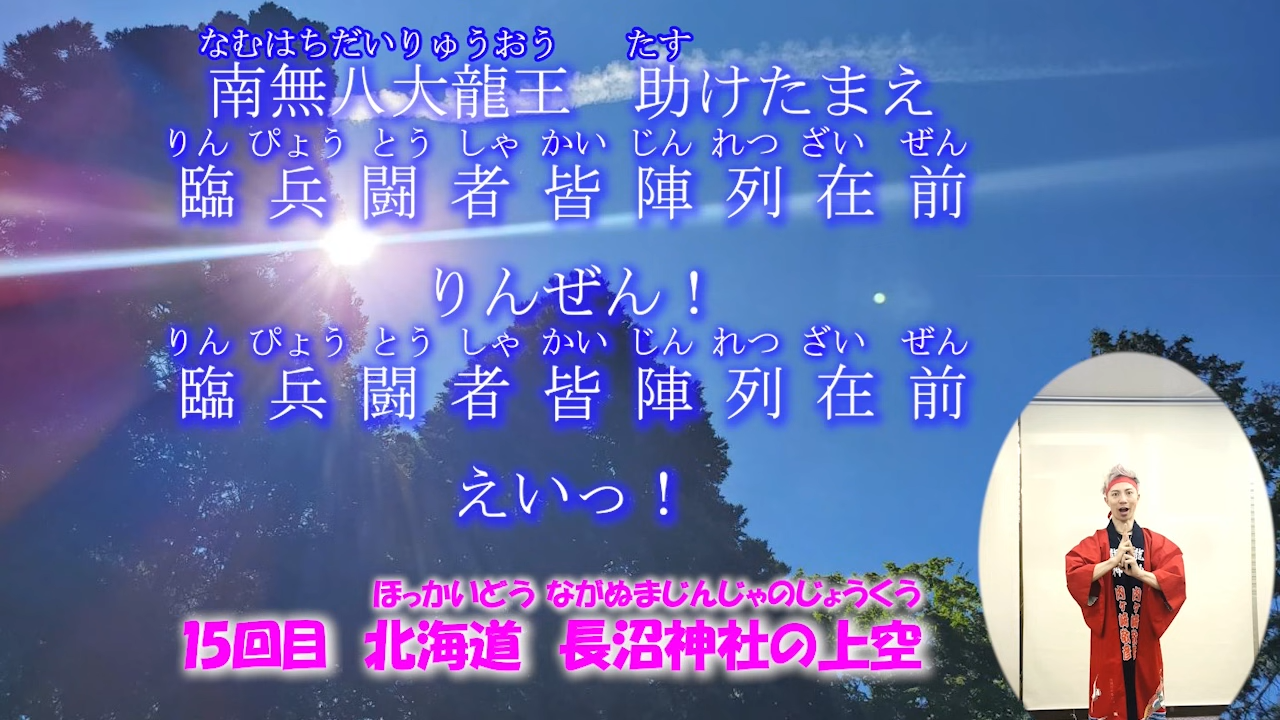 なむはちだいりゅうおう　たす
南無八大龍王　助けたまえ
りん ぴょう とう しゃ かい じん れつ ざい ぜん
臨 兵 闘 者 皆 陣 列 在 前
りんぜん！
りん ぴょう とう しゃ かい じん れつ ざい ぜん
臨 兵 闘 者 皆 陣 列 在 前
えいっ！
ほっかいどう ながぬまじんじゃのじょうくう
15回目　北海道　長沼神社の上空